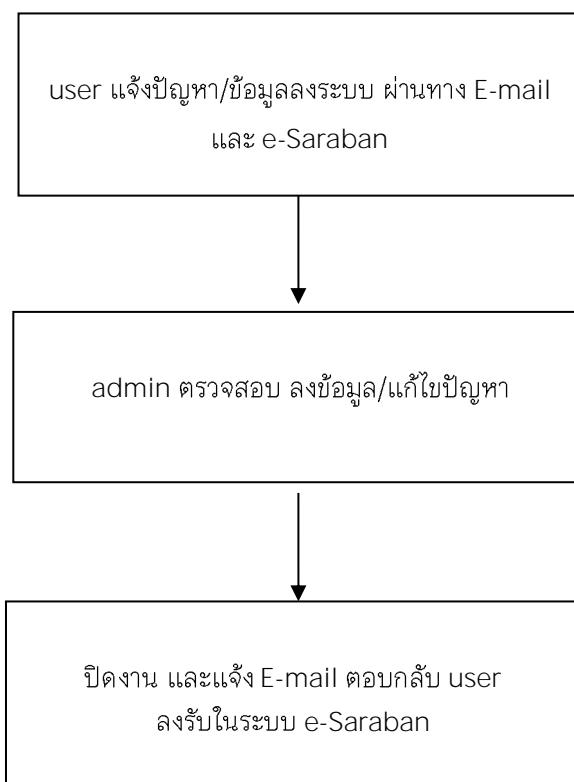 user แจ้งปัญหา/ข้อมูลลงระบบ ผ่านทาง E-mail
และ e-Saraban
admin ตรวจสอบ ลงข้อมูล/แก้ไขปัญหา
ปิดงาน และแจ้ง E-mail ตอบกลับ user
ลงรับในระบบ e-Saraban